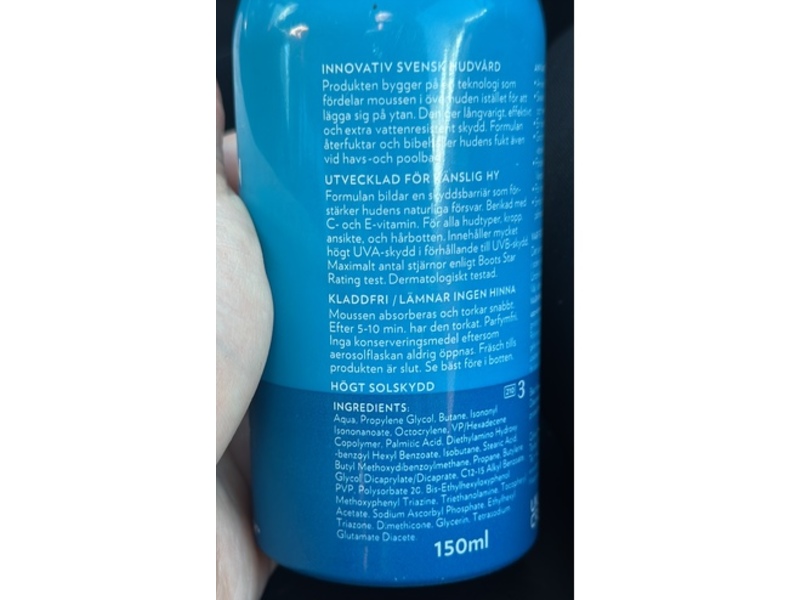 INNOVATIV SVENSK HUDVÅRD
Produkten bygger på teknologi som
fördelar moussen i överhuden istället för att
lägga sig på ytan. Den ger långvarigt, effektivt
och extra vattenresistent skydd. Formulan
återfuktar och bibehåller hudens fukt även
vid havs- och poolbad.
UTVECKLAD FÖR KÄNSLIG HY
Formulan bildar en skyddsbarriär som för-
stärker hudens naturliga försvar. Berikad med
C- och E-vitamin. För alla hudtyper, kropp,
ansikte, och hårbotten. Innehåller mycket
högt UVA-skydd i förhållande till UVB-skydd.
Maximalt antal stjärnor enligt Boots Star
Rating test. Dermatologiskt testad.
KLADDFRI / LÄMNAR INGEN HINNA
Moussen absorberas och torkar snabbt.
Efter 5-10 min. har den torkat. Parfymfri.
Inga konserveringsmedel eftersom
aerosolflaskan aldrig öppnas. Fräsch tills
produkten är slut. Se bäst före i botten.
HÖGT SOLSKYDD
3
INGREDIENTS:
Aqua, Propylene Glycol, Butane, Isononyl
Isononanoate, Octocrylene, VP/Hexadecene
Copolymer, Palmitic Acid, Diethylamino Hydroxy
-benzoyl Hexyl Benzoate, Isobutane, Stearic Acid,
Butyl Methoxydibenzoylmethane, Propane, Butylene
Glycol Dicaprylate/Dicaprate, C12-15 Alkyl Benzoate,
PVP, Polysorbate 20, Bis-Ethylhexyloxyphenol
Methoxyphenyl Triazine, Triethanolamine, Tocopheryl
Acetate, Sodium Ascorbyl Phosphate, Ethylhexyl
Triazone, Dimethicone, Glycerin, Tetrasodium
Glutamate Diacete.
150ml